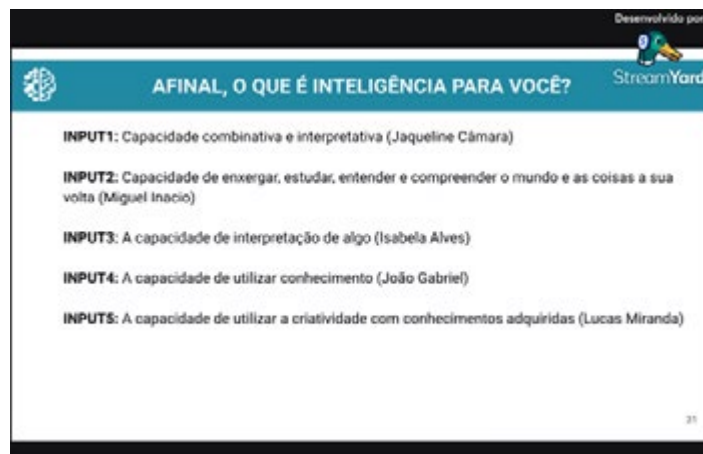 Desenvolvido por
StreamYard
AFINAL, O QUE É INTELIGÊNCIA PARA VOCÊ?
INPUT1: Capacidade combinativa e interpretativa (Jaqueline Câmara)
INPUT2: Capacidade de enxergar, estudar, entender e compreender o mundo e as coisas a sua
volta (Miguel Inacio)
INPUT3: A capacidade de interpretação de algo (Isabela Alves)
INPUT4: A capacidade de utilizar conhecimento (João Gabriel)
INPUT5: A capacidade de utilizar a criatividade com conhecimentos adquiridas (Lucas Miranda)